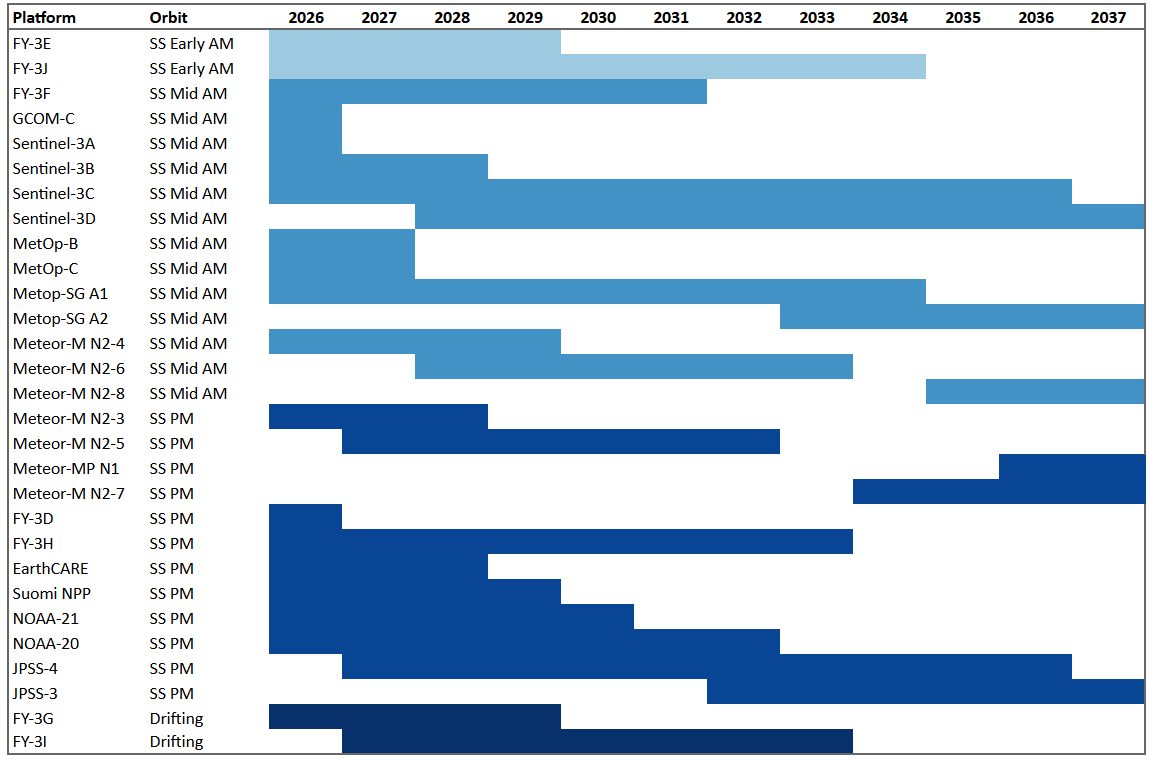 Platform Orbit 2026 2027 2028 2029 2030 2031 2032 2033 2034 2035 2036 2037
FY-3E SS Early AM
FY-3J SS Early AM
FY-3F SS Mid AM
GCOM-C SS Mid AM
Sentinel-3A SS Mid AM
Sentinel-3B SS Mid AM
Sentinel-3C SS Mid AM
Sentinel-3D SS Mid AM
MetOp-B SS Mid AM
MetOp-C SS Mid AM
Metop-SG A1 SS Mid AM
Metop-SG A2 SS Mid AM
Meteor-M N2-4 SS Mid AM
Meteor-M N2-6 SS Mid AM
Meteor-M N2-8 SS Mid AM
Meteor-M N2-3 SS PM
Meteor-M N2-5 SS PM
Meteor-MP N1 SS PM
Meteor-M N2-7 SS PM
FY-3D SS PM
FY-3H SS PM
EarthCARE SS PM
Suomi NPP SS PM
NOAA-21 SS PM
NOAA-20 SS PM
JPSS-4 SS PM
JPSS-3 SS PM
FY-3G Drifting
FY-3I Drifting